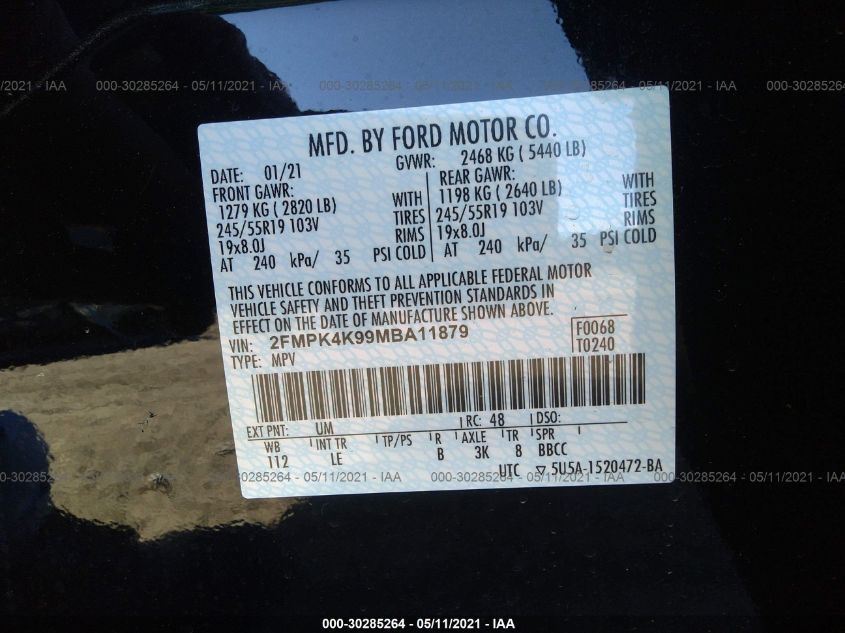 IAA 000-30285264 - 05/11/2021 - IAA 000-30285264 - 05/11/2021 - IAA 000-
MFD. BY FORD MOTOR CO.
DATE: 01/21 GVWR: 2468 KG ( 5440 LB)
FRONT GAWR: REAR GAWR:
1279 KG ( 2820 LB) WITH 1198 KG ( 2640 LB) WITH
245/55R19 103V TIRES 245/55R19 103V TIRES
19x8.0J RIMS 19x8.0J RIMS
AT 240 kPa/ 35 PSI COLD AT 240 kPa/ 35 PSI COLD
THIS VEHICLE CONFORMS TO ALL APPLICABLE FEDERAL MOTOR
VEHICLE SAFETY AND THEFT PREVENTION STANDARDS IN
EFFECT ON THE DATE OF MANUFACTURE SHOWN ABOVE.
VIN: 2FMPK4K99MBA11879 F0068
TYPE: MPV T0240
EXT PNT: UM RC: 48 DSO:
WB INT TR TP/PS R AXLE TR SPR
112 LE B 3K 8 BBCC
UTC 5U5A-1520472-BA
- 05/11/2021 - IAA 000-30285264 - 05/11/2021 - IAA 000-30285264 - 05/11/2021 - IAA 000-
000-30285264 - 05/11/2021 - IAA